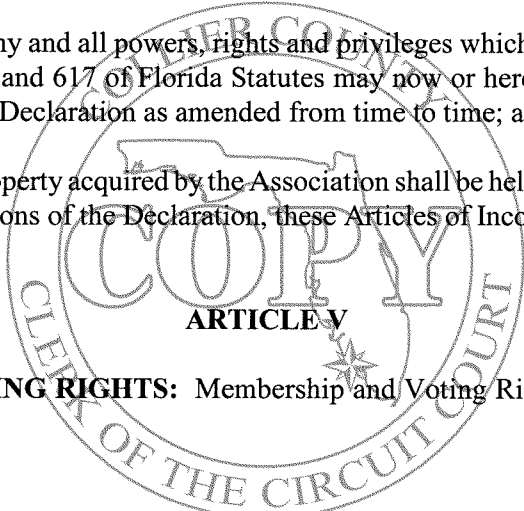 ny and all powers, rights and privileges which
and 617 of Florida Statutes may now or here
Declaration as amended from time to time; a
operty acquired by the Association shall be hel
ons of the Declaration, these Articles of Inco
ARTICLE V
ING RIGHTS: Membership and Voting Ri
COLLIER COUNTY
COPY
CLERK OF THE CIRCUIT COURT